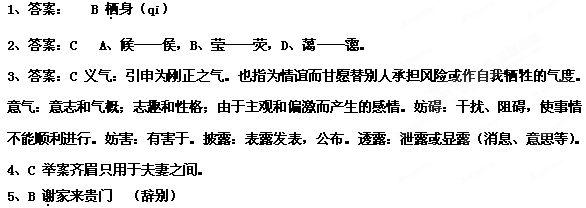 1、答案:　B 栖身（qī）
2、答案：C　A、候——侯，B、莹——荧，D、蔼——霭。
3、答案：C 义气：引申为刚正之气。也指为情谊而甘愿替别人承担风险或作自我牺牲的气度。
意气：意志和气概；志趣和性格；由于主观和偏激而产生的感情。妨碍：干扰、阻碍，使事情
不能顺利进行。妨害：有害于。披露：表露发表，公布。透露：泄露或显露（消息、意思等）。
4、C 举案齐眉只用于夫妻之间。
5、B 谢家来贵门　（辞别）